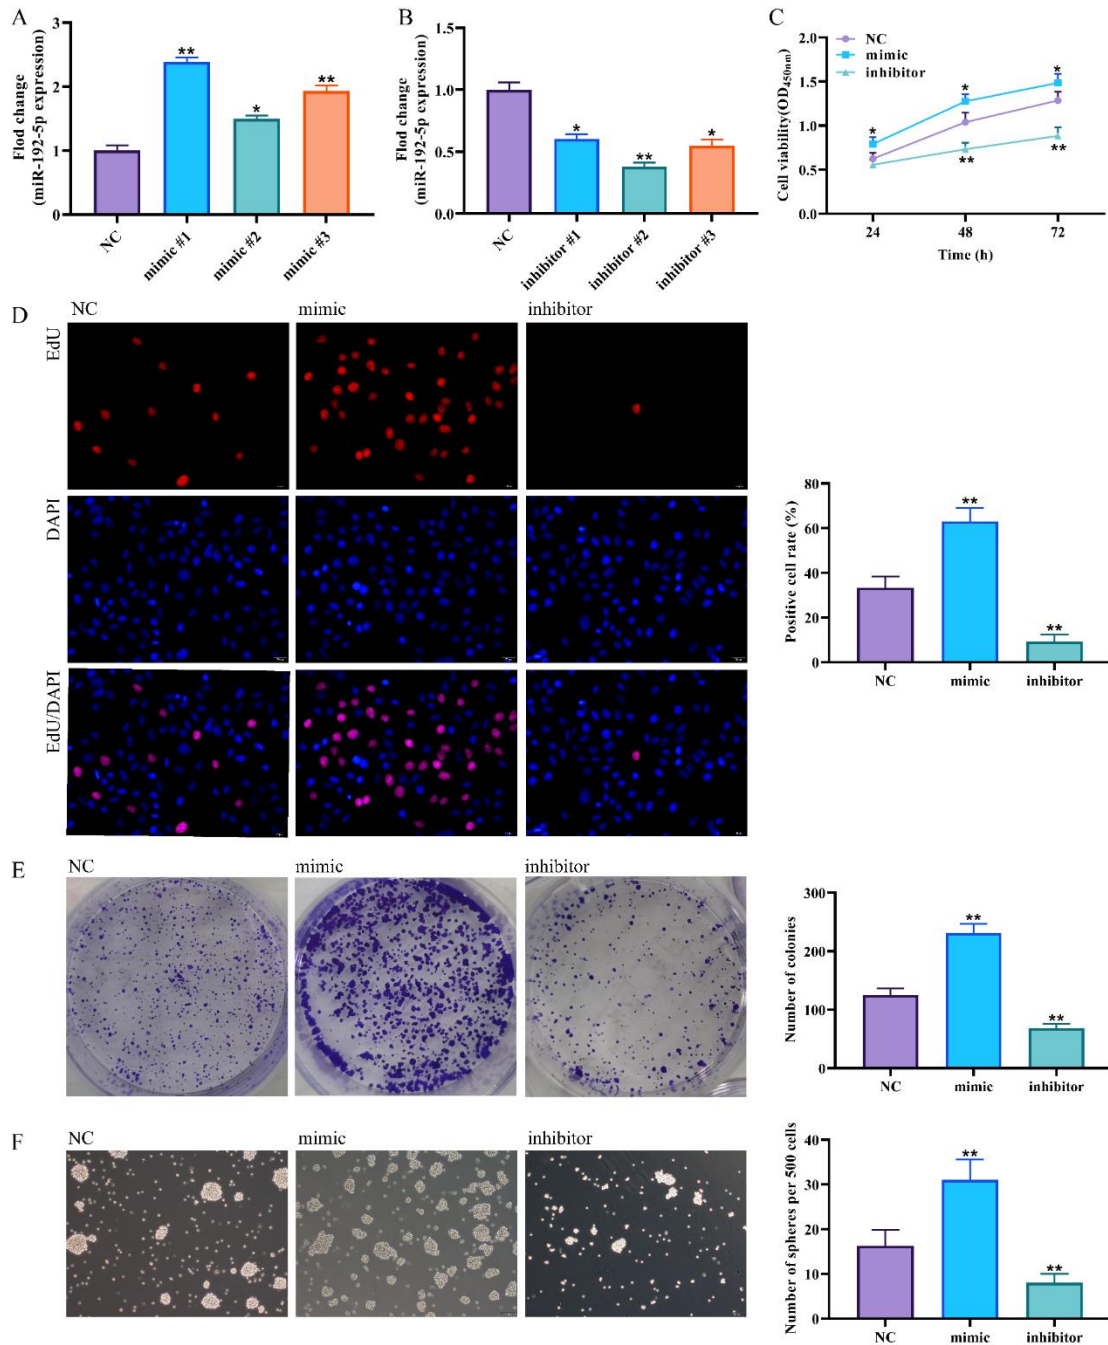 A
Flod change
(miR-192-5p expression)
3
2
1
0
NC
mimic #1
mimic #2
mimic #3
**
*
**
B
Flod change
(miR-192-5p expression)
1.5
1.0
0.5
0.0
NC
inhibitor #1
inhibitor #2
inhibitor #3
*
**
*
C
Cell viability(OD450nm)
2.0
1.5
1.0
0.5
0.0
NC
mimic
inhibitor
*
*
*
**
**
24
48
72
Time (h)
D
NC
mimic
inhibitor
EdU
DAPI
EdU/DAPI
Positive cell rate (%)
80
60
40
20
0
**
**
NC
mimic
inhibitor
E
NC
mimic
inhibitor
Number of colonies
300
200
100
0
**
**
NC
mimic
inhibitor
F
NC
mimic
inhibitor
Number of spheres per 500 cells
40
30
20
10
0
**
**
NC
mimic
inhibitor